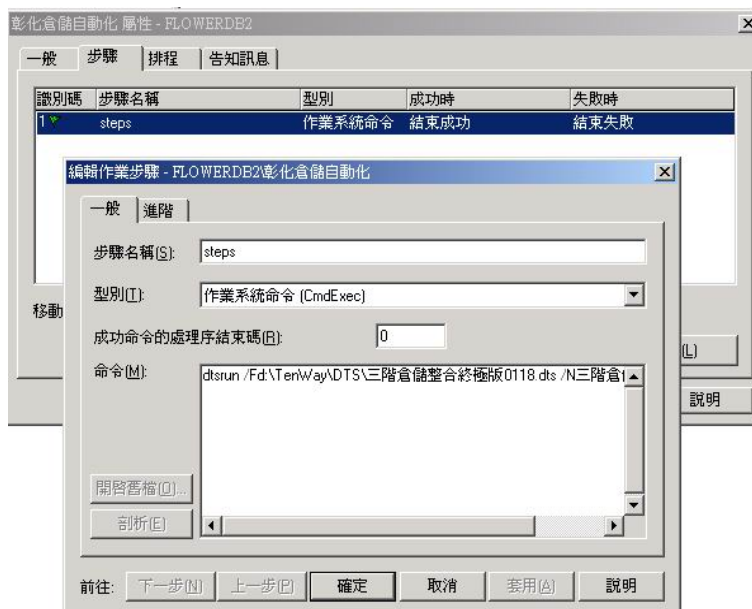 彰化倉儲自動化 屬性 - FLOWERDB2
一般 步驟 排程 告知訊息
識別碼 步驟名稱 型別 成功時 失敗時
1 steps 作業系統命令 結束成功 結束失敗
編輯作業步驟 - FLOWERDB2\彰化倉儲自動化
一般 進階
步驟名稱(S): steps
型別(T): 作業系統命令 (CmdExec)
移動
成功命令的處理序結束碼(R): 0
(L)
命令(M): dtsrun /Fd:\TenWay\DTS\三階倉儲整合終極版0118.dts /N三階倉
說明
開啓舊檔(O)...
剖析(E)
前往: 下一步(N) 上一步(P) 確定 取消 套用(A) 說明